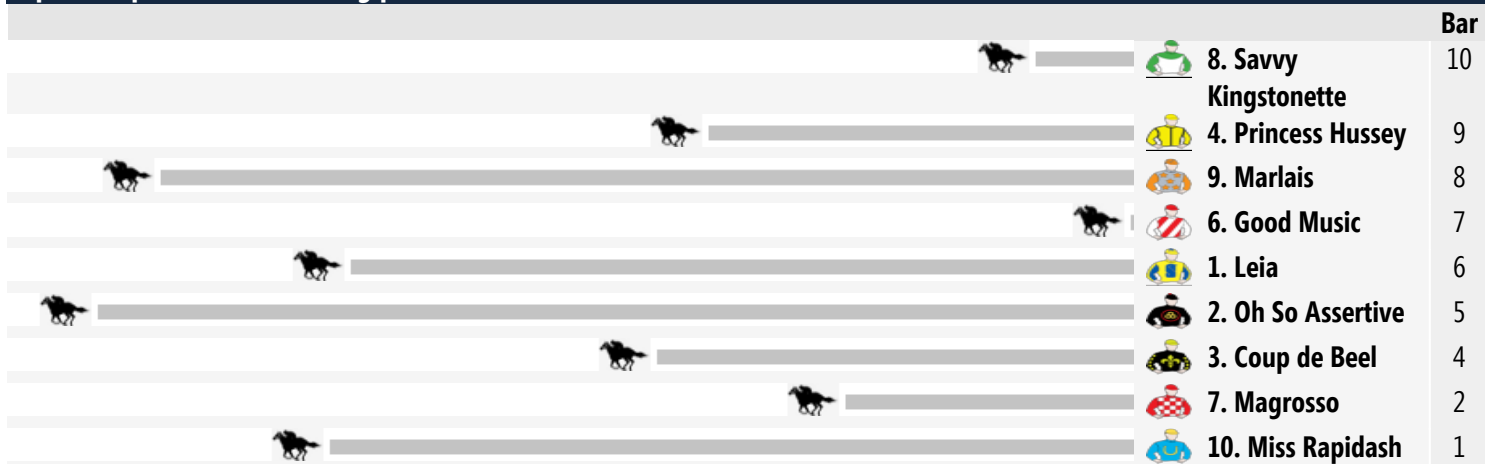 Bar
8. Savvy 10
Kingstonette
4. Princess Hussey 9
9. Marlais 8
6. Good Music 7
1. Leia 6
2. Oh So Assertive 5
3. Coup de Beel 4
7. Magrosso 2
10. Miss Rapidash 1